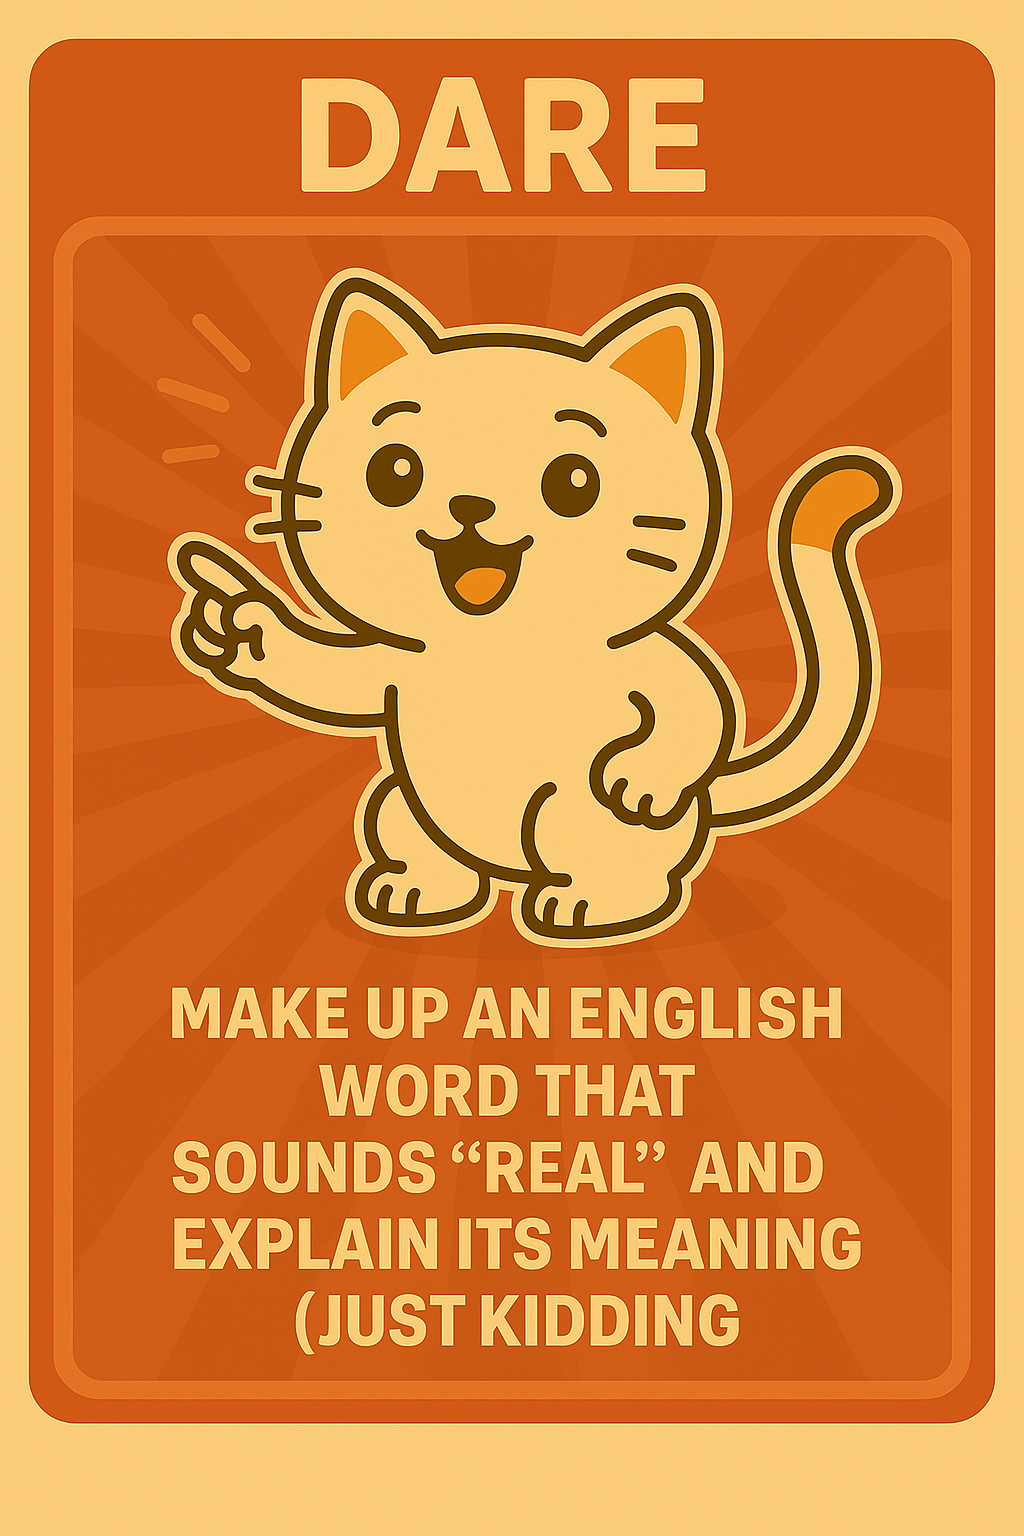 DARE
MAKE UP AN ENGLISH
WORD THAT
SOUNDS “REAL” AND
EXPLAIN ITS MEANING
(JUST KIDDING